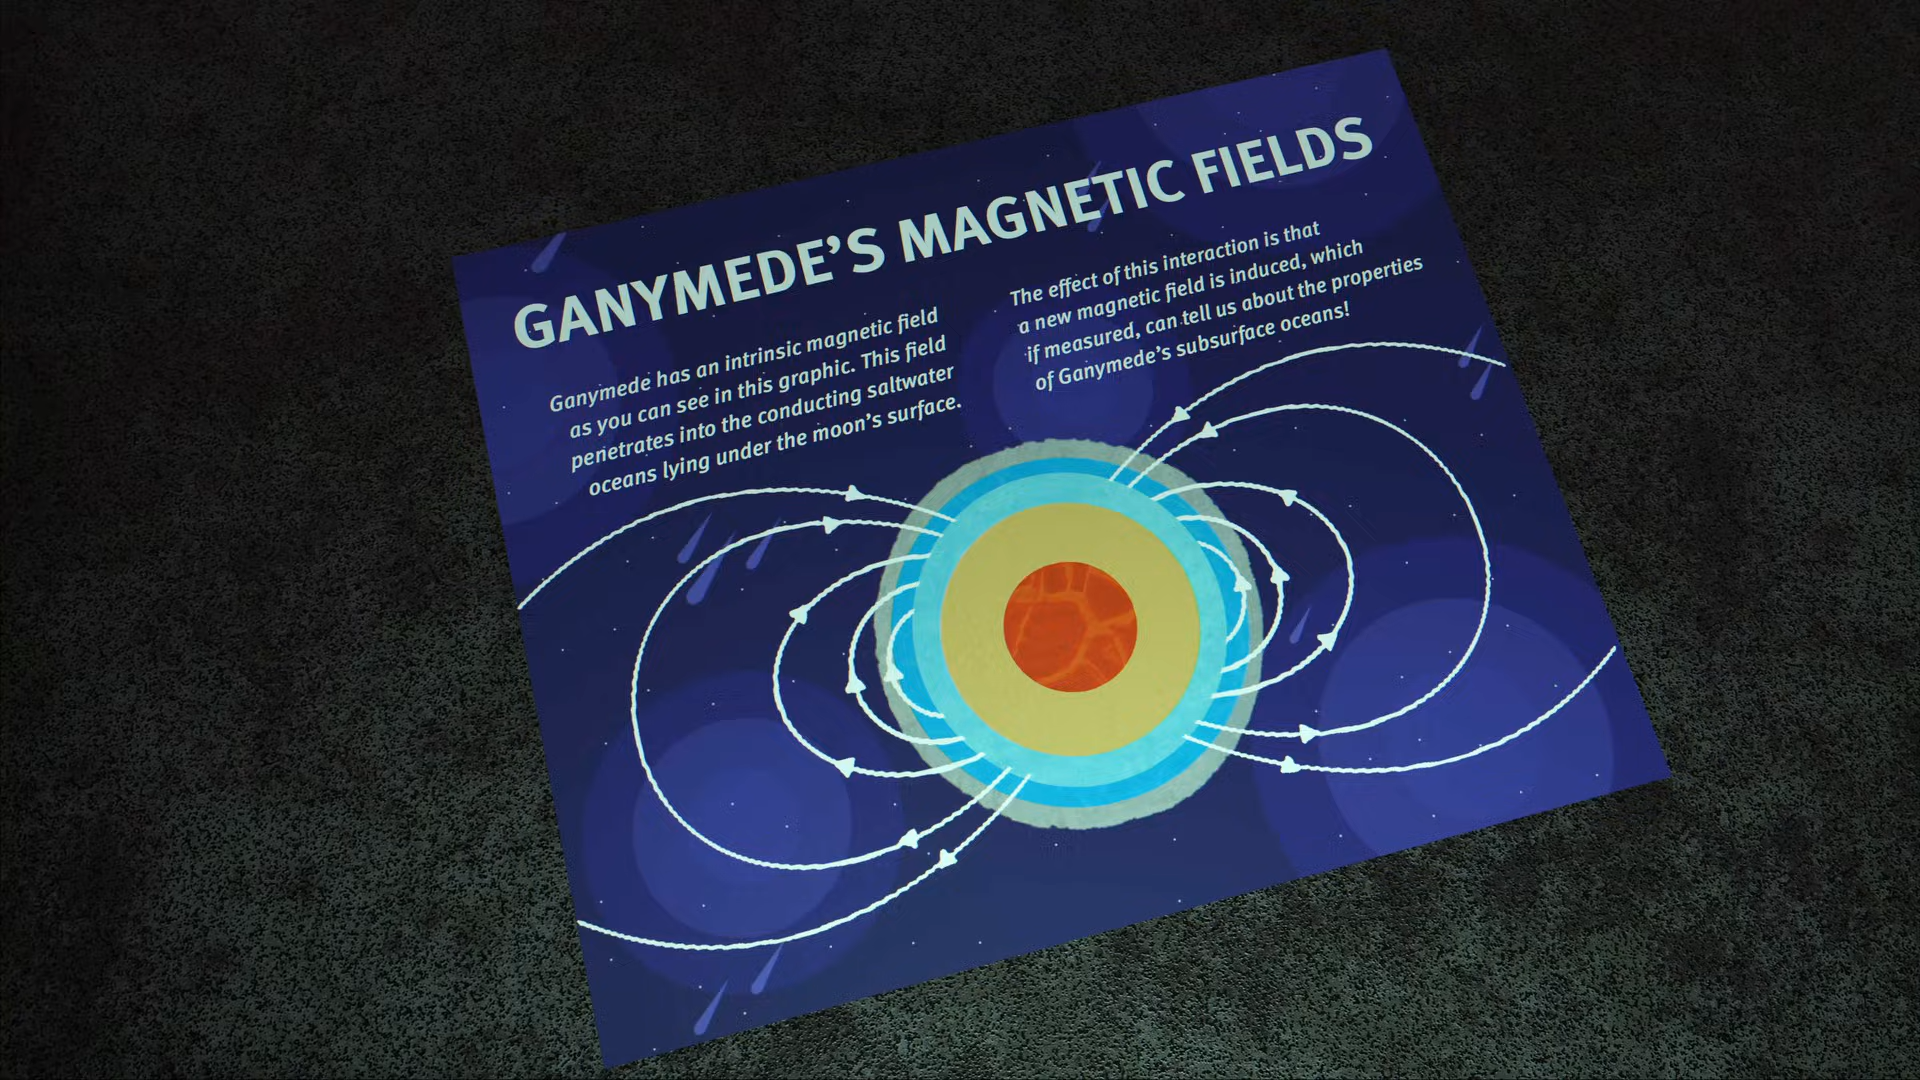 GANYMEDE'S MAGNETIC FIELDS
Ganymede has an intrinsic magnetic field
as you can see in this graphic. This field
penetrates into the conducting saltwater
oceans lying under the moon's surface.
The effect of this interaction is that
a new magnetic field is induced, which
if measured, can tell us about the properties
of Ganymede's subsurface oceans!